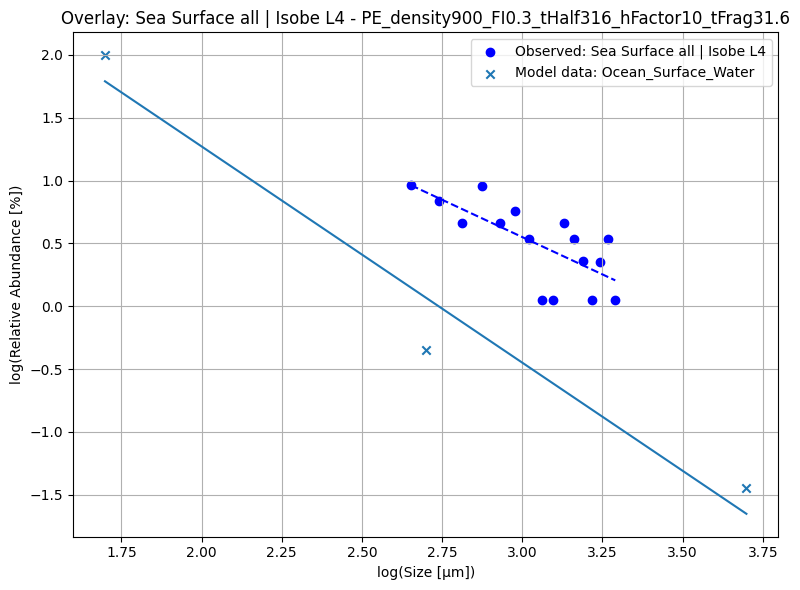 Overlay: Sea Surface all | Isobe L4 - PE_density900_FI0.3_tHalf316_hFactor10_tFrag31.6
Observed: Sea Surface all | Isobe L4
Model data: Ocean_Surface_Water
2.0
1.5
1.0
0.5
0.0
−0.5
−1.0
−1.5
log(Relative Abundance [%])
1.75 2.00 2.25 2.50 2.75 3.00 3.25 3.50 3.75
log(Size [μm])